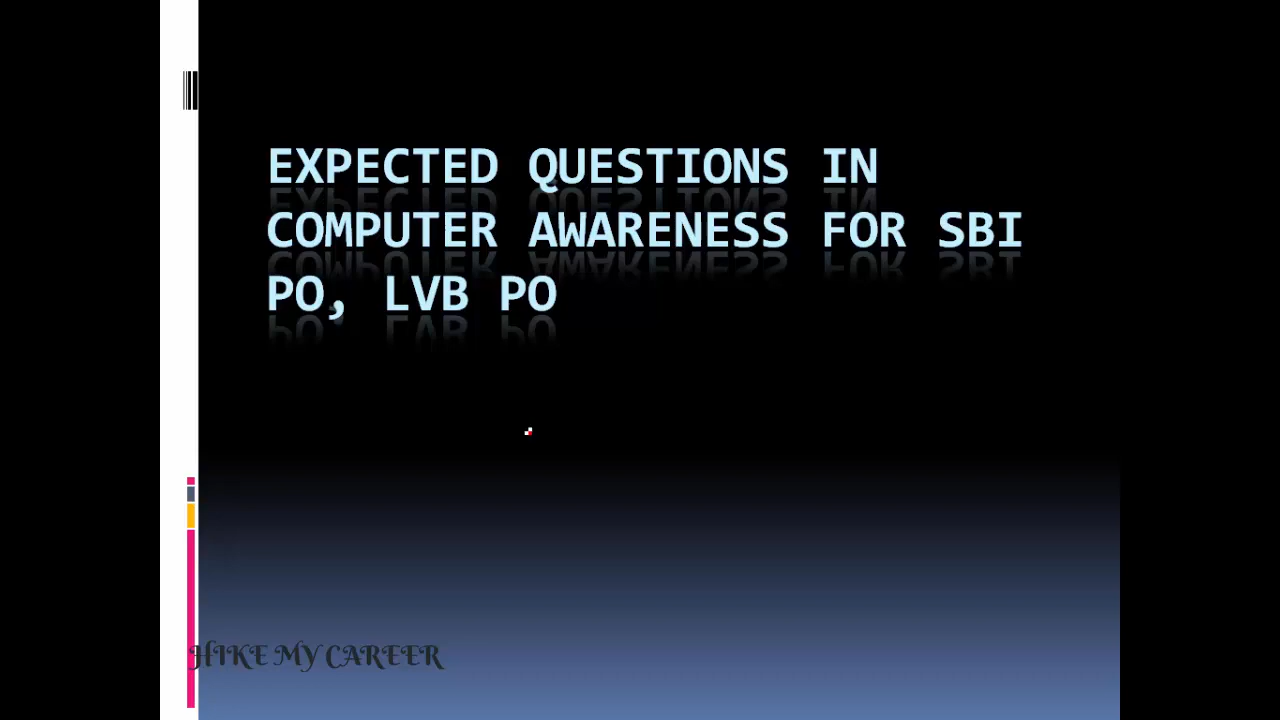 EXPECTED QUESTIONS IN
COMPUTER AWARENESS FOR SBI
PO, LVB PO
HIKE MY CAREER